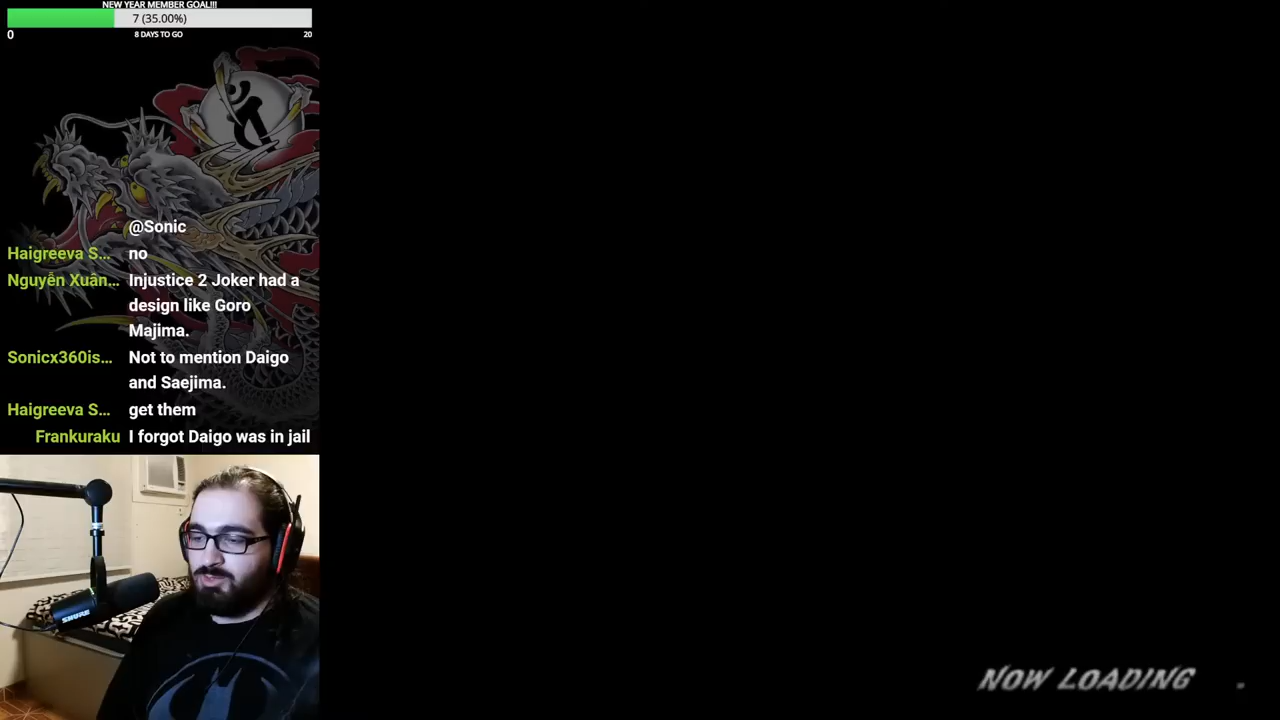 NEW YEAR MEMBER GOAL!!!
7 (35.00%)
0 8 DAYS TO GO 20
@Sonic
Haigreeva S... no
Nguyễn Xuân... Injustice 2 Joker had a
design like Goro
Majima.
Sonicx360is... Not to mention Daigo
and Saejima.
Haigreeva S... get them
Frankuraku I forgot Daigo was in jail
SHURE
NOW LOADING